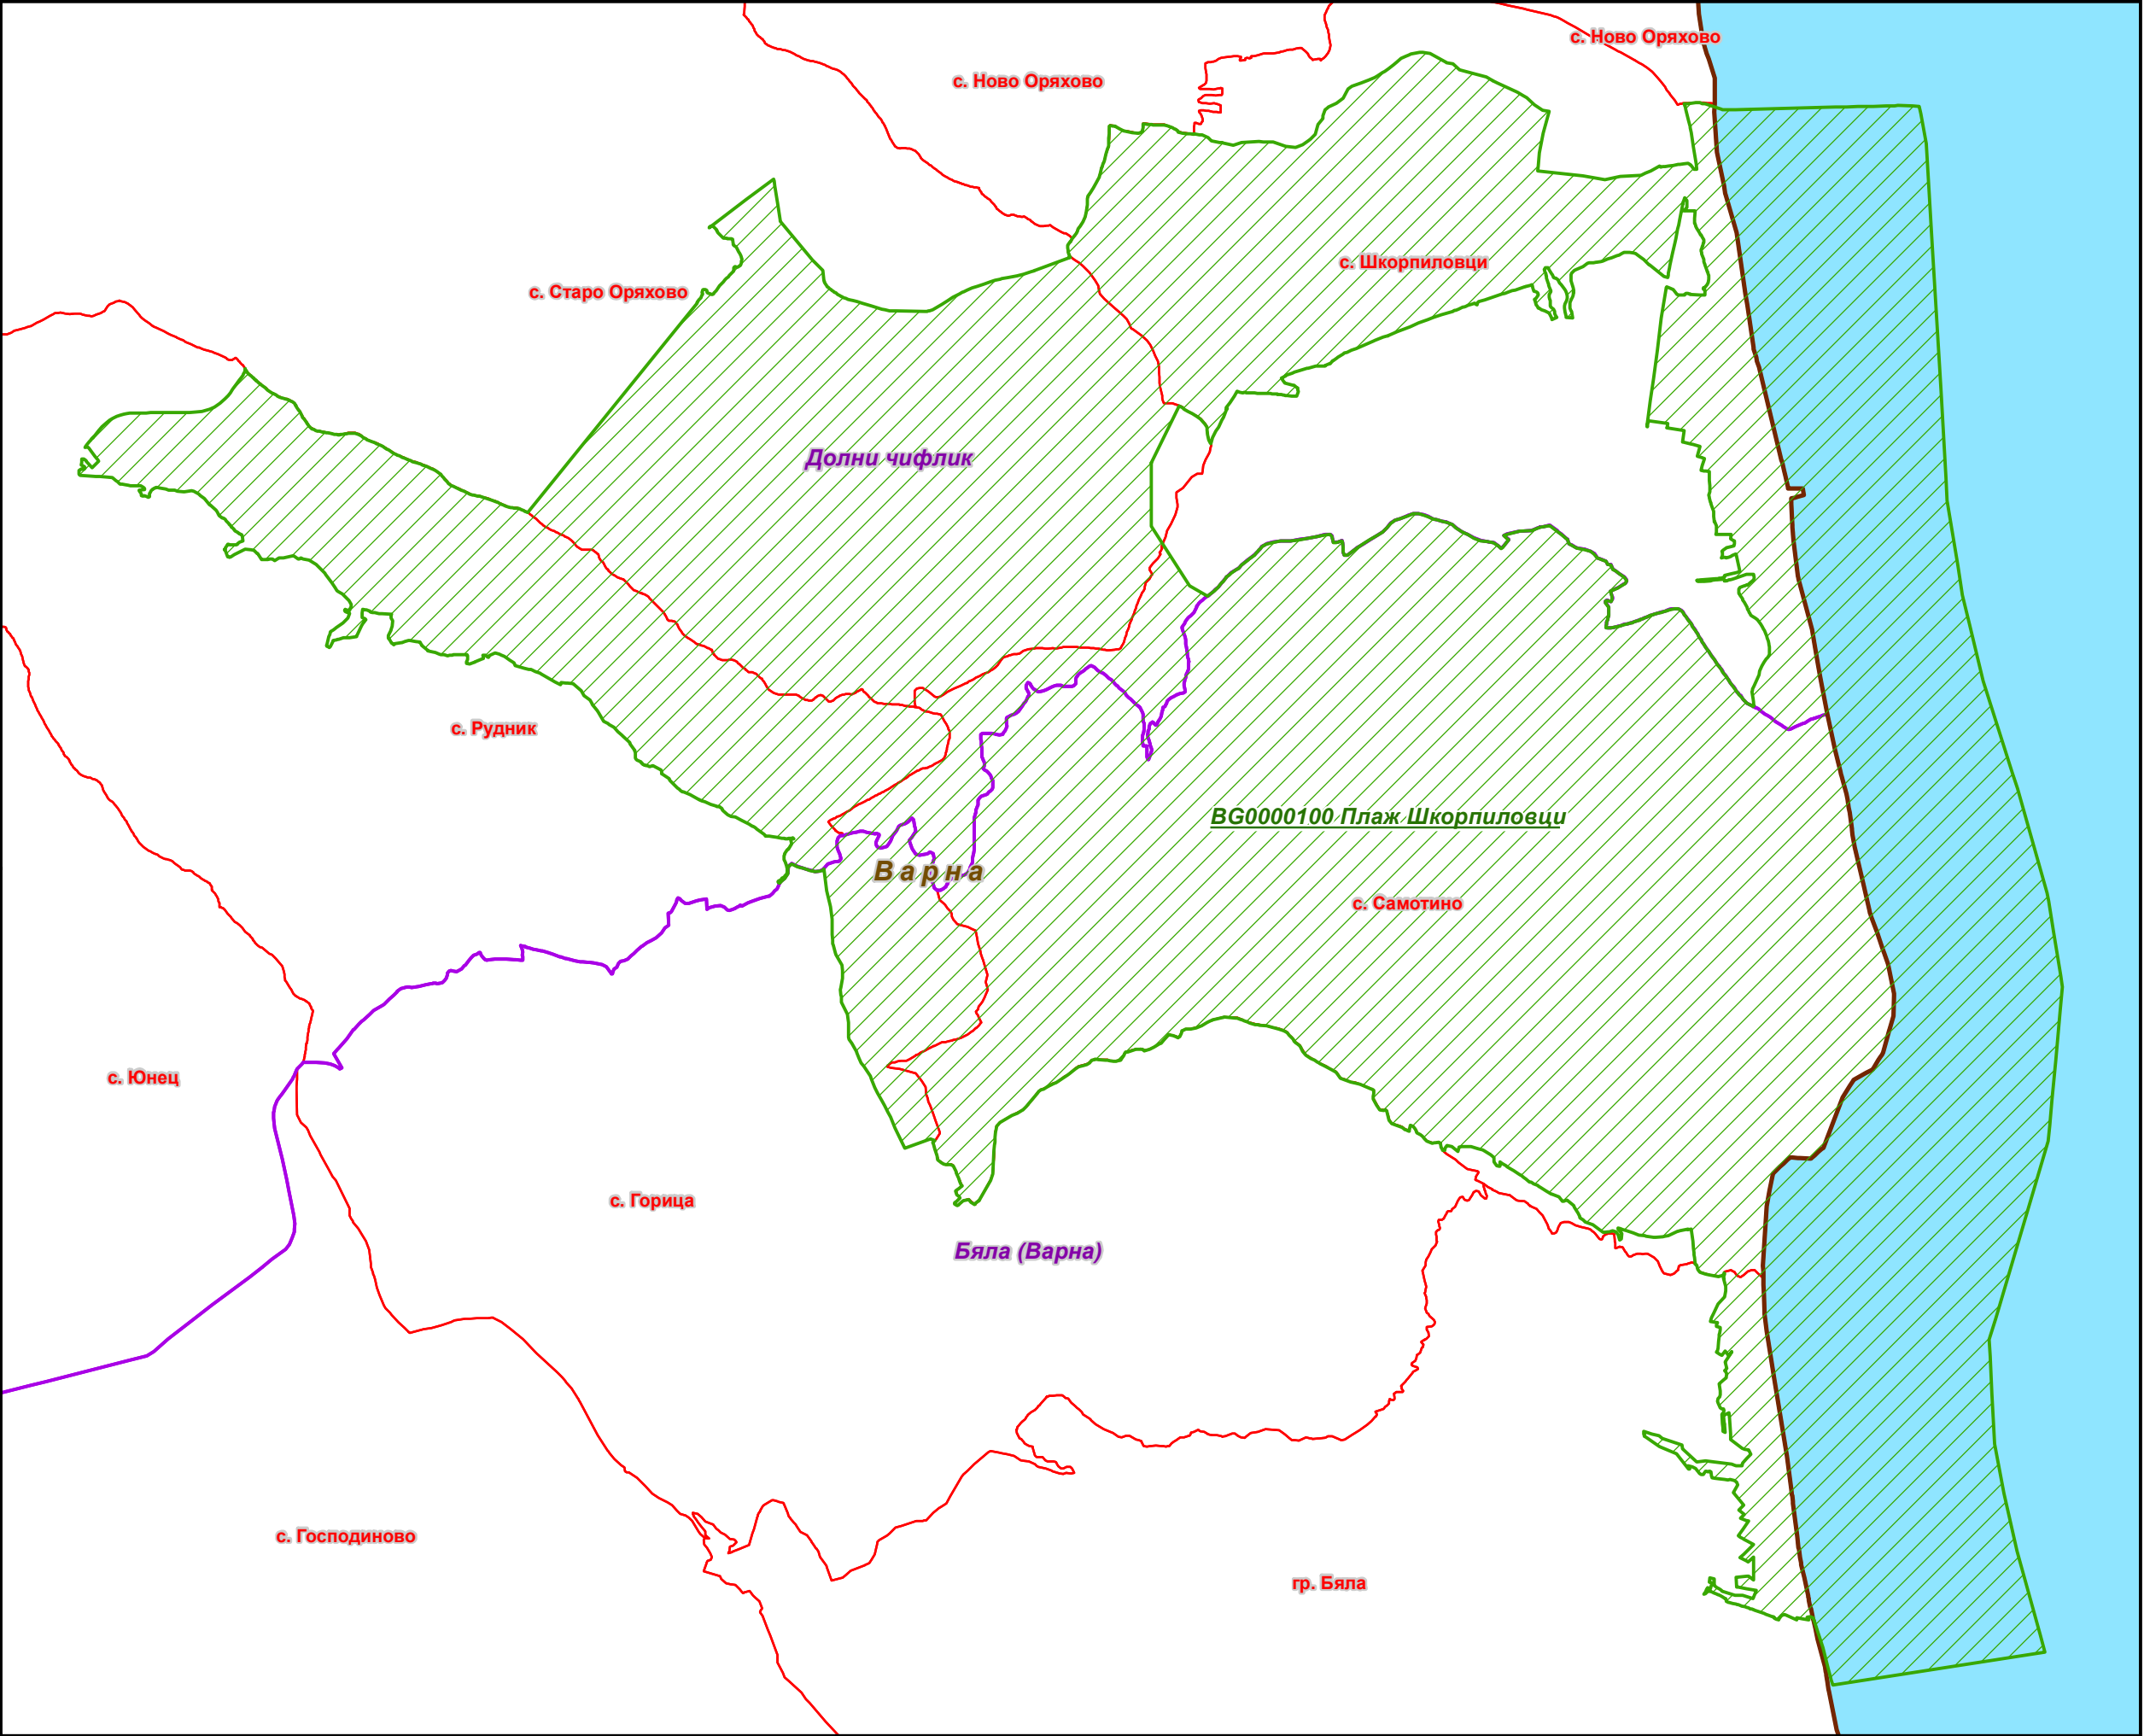 с. Ново Оряхово
с. Ново Оряхово
с. Шкорпиловци
с. Старо Оряхово
Долни чифлик
с. Рудник
BG0000100 Плаж Шкорпиловци
Варна
с. Самотино
с. Юнец
с. Горица
Бяла (Варна)
с. Господиново
гр. Бяла